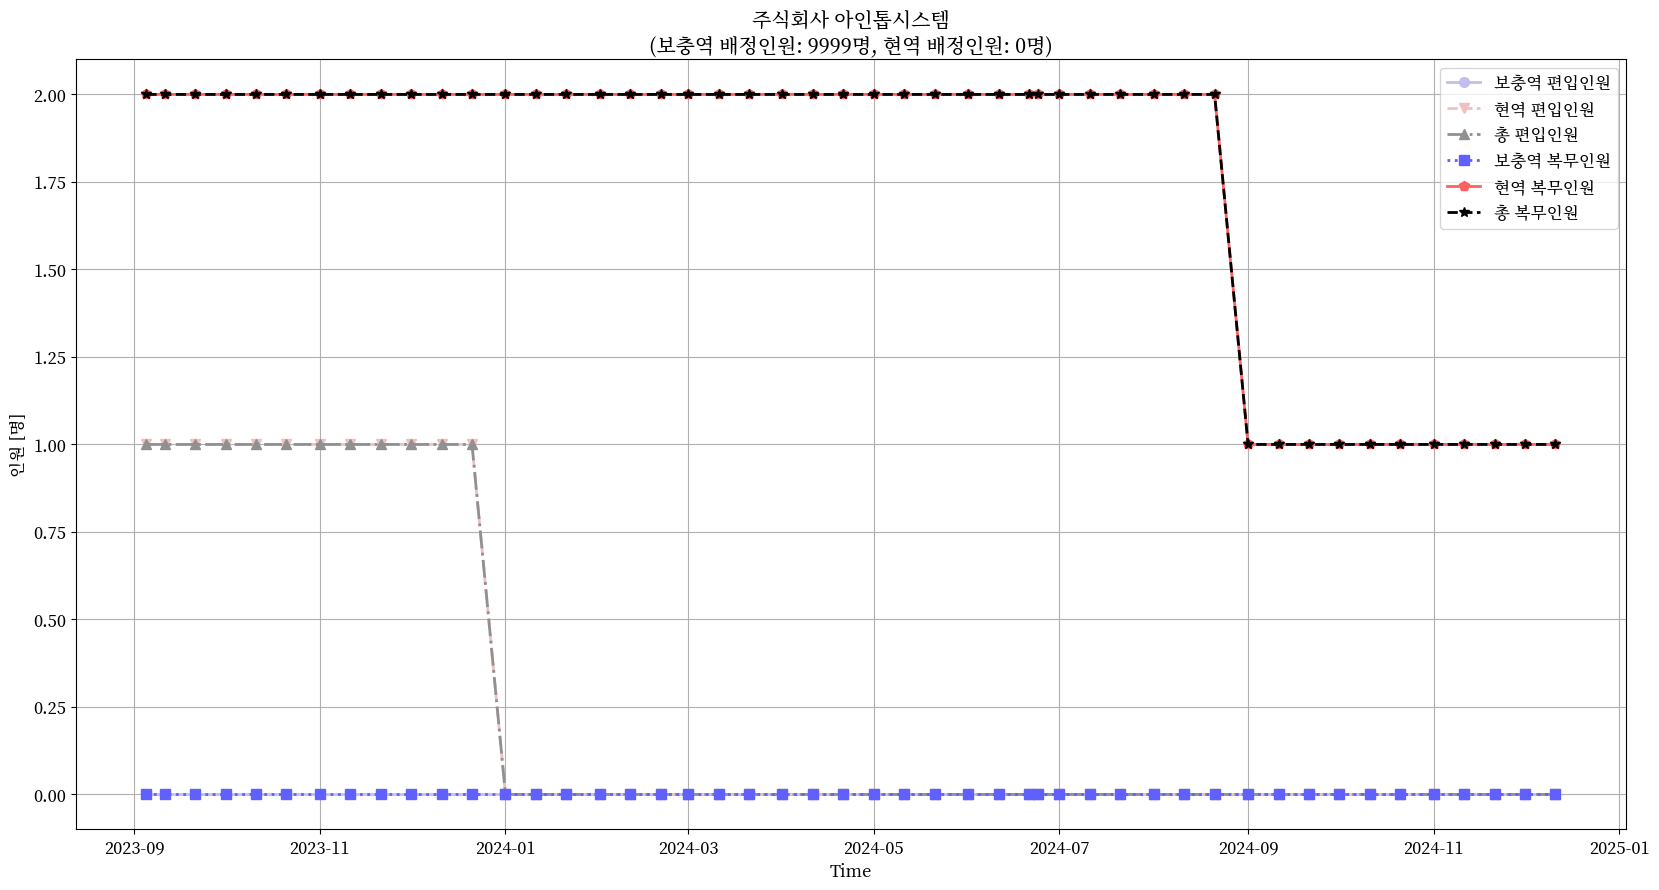 주식회사 아인톱시스템
(보충역 배정인원: 9999명, 현역 배정인원: 0명)
보충역 편입인원
현역 편입인원
총 편입인원
보충역 복무인원
현역 복무인원
총 복무인원
인원 [명]
2.00
1.75
1.50
1.25
1.00
0.75
0.50
0.25
0.00
2023-09 2023-11 2024-01 2024-03 2024-05 2024-07 2024-09 2024-11 2025-01
Time